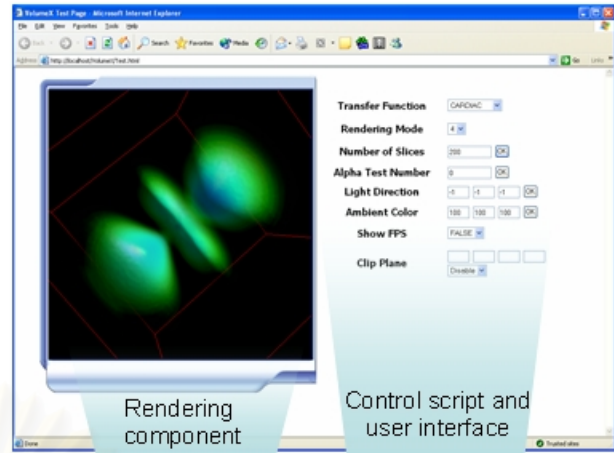 VolumeX Test Page - Microsoft Internet Explorer
File Edit View Favorites Tools Help
Back Search Favorites Media
Address http://localhost/VolumeX/Test.html Go Links
Transfer Function CARDIAC
Rendering Mode 4
Number of Slices 200 OK
Alpha Test Number 0 OK
Light Direction -1 -1 -1 OK
Ambient Color 100 100 100 OK
Show FPS FALSE
Clip Plane
Disable
Rendering
component
Control script and
user interface
Done Trusted sites